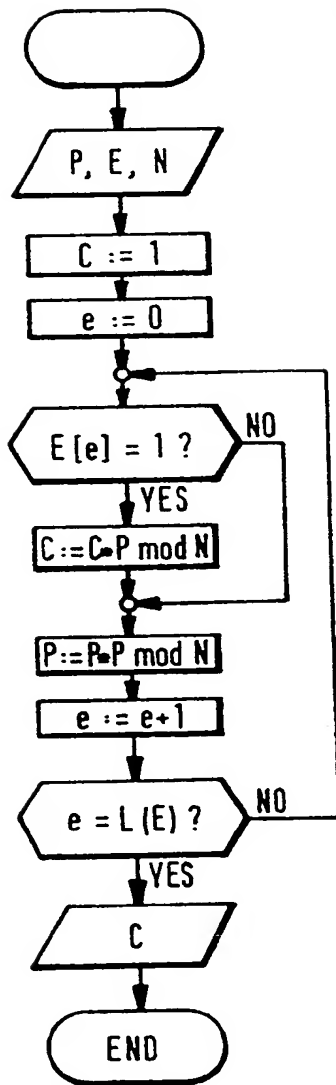 P, E, N
C := 1
e := 0
E[e] = 1 ?
NO
YES
C:=C•P mod N
P:=P•P mod N
e := e+1
e = L(E) ?
NO
YES
C
END